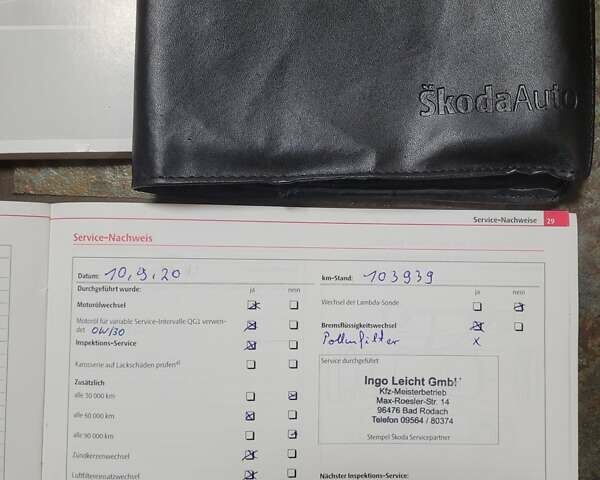 ŠkodaAuto
Service-Nachweise 29
Service-Nachweis
Datum: 10.9.20
Durchgeführt wurde: ja nein
Motorölwechsel
Motoröl für variable Service-Intervalle QG1 verwen-
det 0W/30
Inspektions-Service
Karosserie auf Lackschäden prüfen
Zusätzlich
alle 30 000 km
alle 60 000 km
alle 90 000 km
Zündkerzenwechsel
Luftfiltereinsatzwechsel
km-Stand: 103939
ja nein
Wechsel der Lambda-Sonde
Bremsflüssigkeitswechsel
Pollenfilter x
Service durchgeführt
Ingo Leicht GmbH
Kfz-Meisterbetrieb
Max-Roesler-Str. 14
96476 Bad Rodach
Telefon 09564 / 80374
Stempel Škoda Servicepartner
Nächster Inspektions-Service: